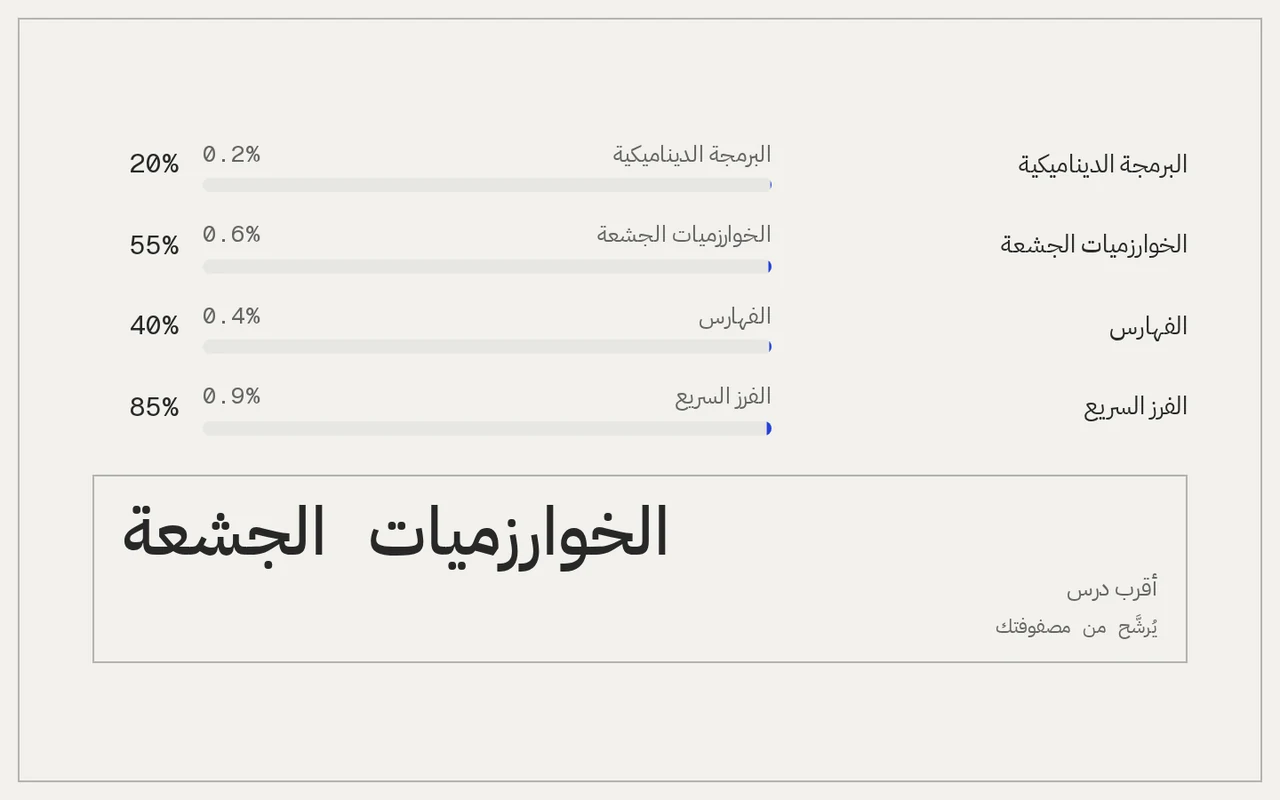 البرمجة الديناميكية
البرمجة الديناميكية 0.2%
20%
الخوارزميات الجشعة
الخوارزميات الجشعة 0.6%
55%
الفهارس
الفهارس 0.4%
40%
الفرز السريع
الفرز السريع 0.9%
85%
الخوارزميات الجشعة
أقرب درس
يُرشَّح من مصفوفتك